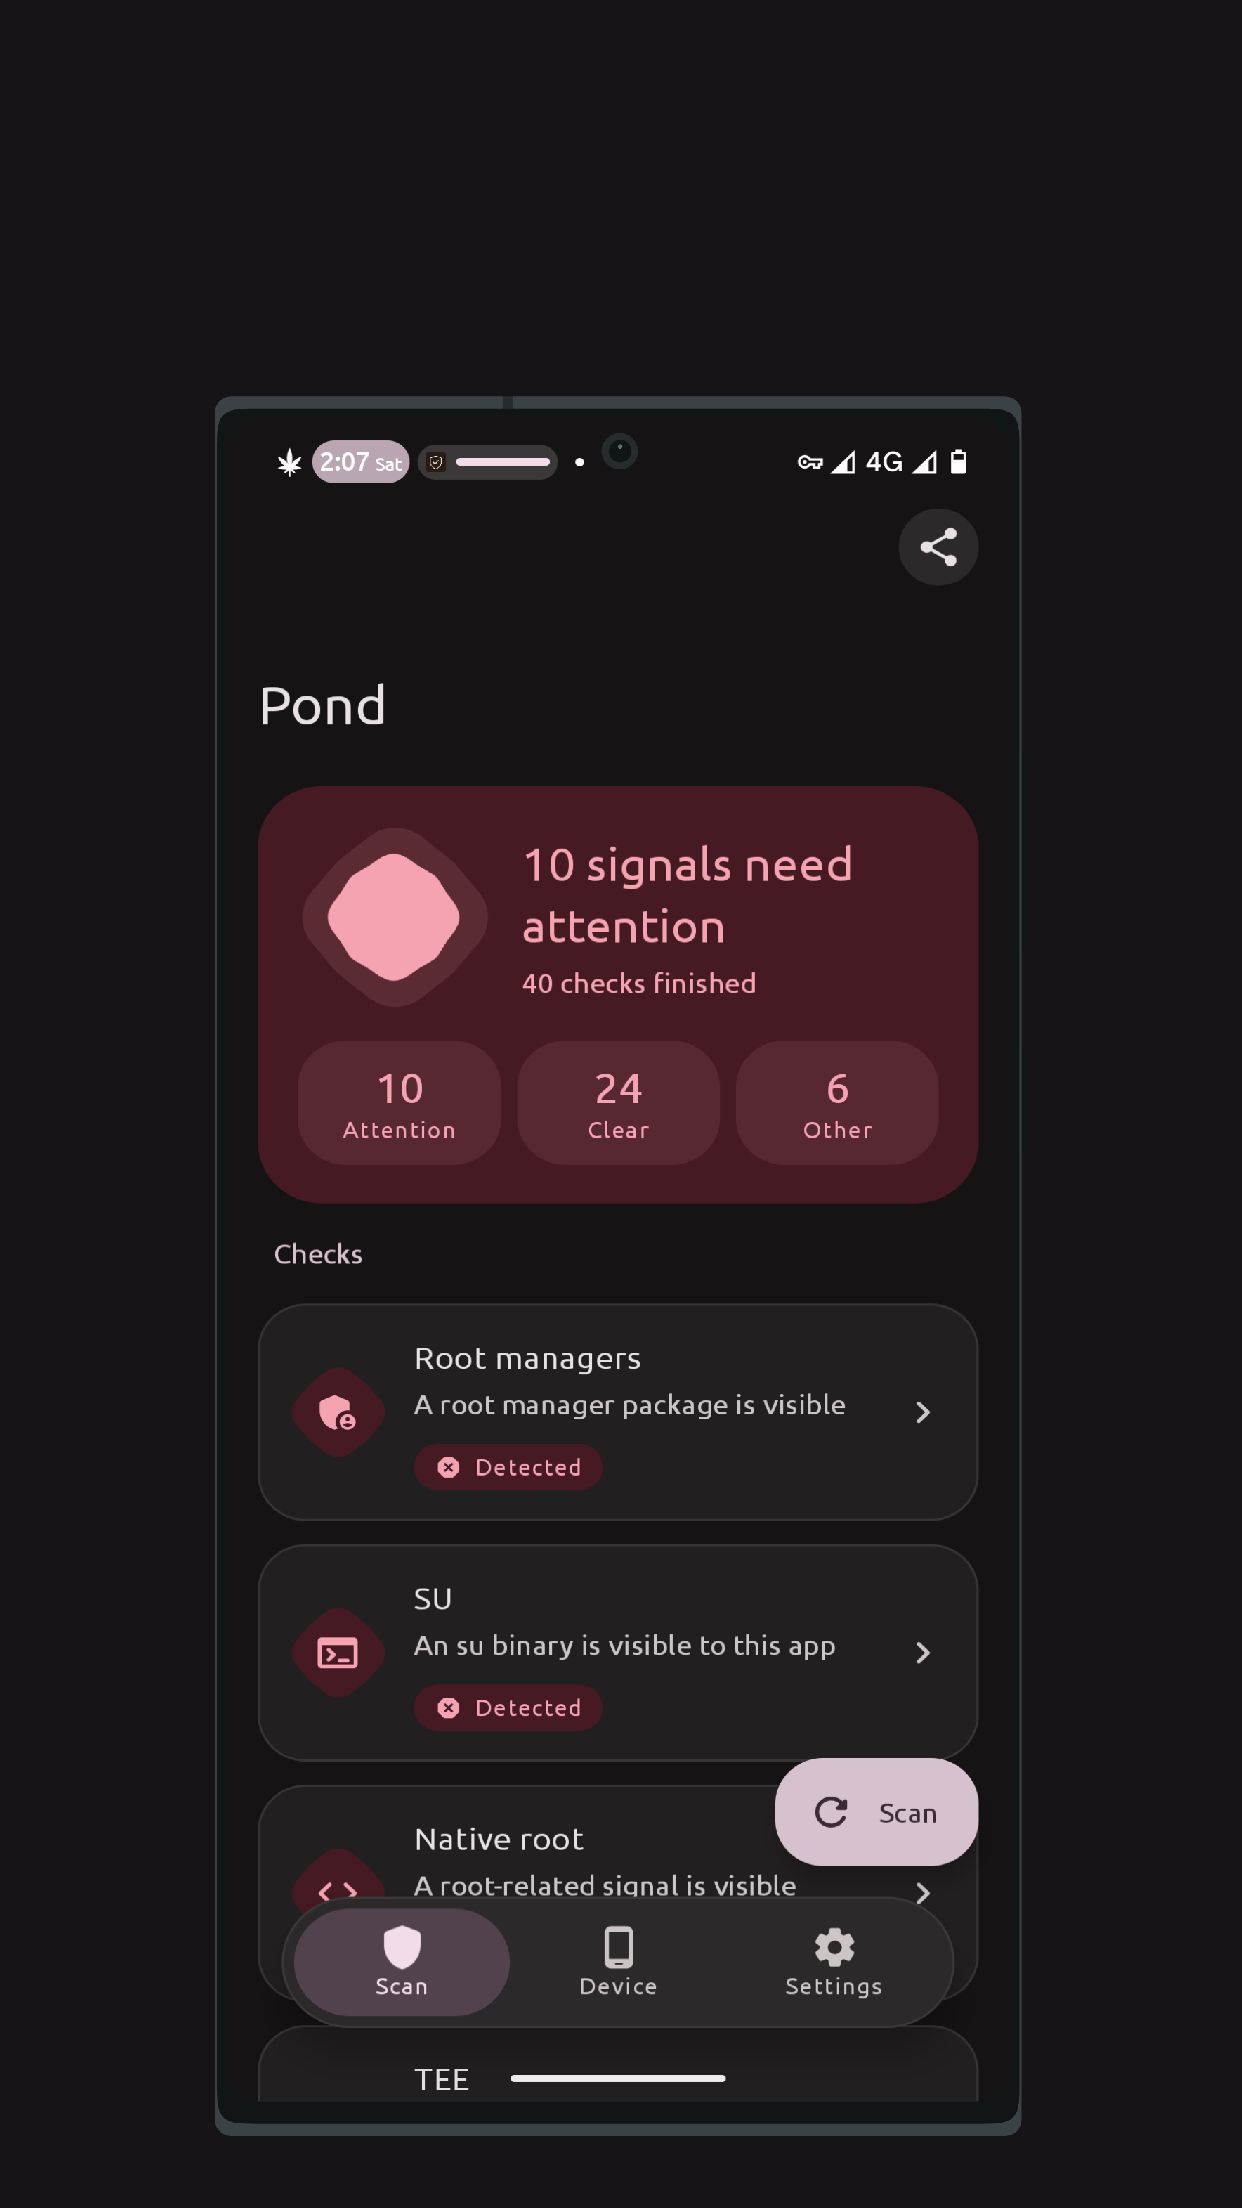 2:07 Sat
4G
Pond
10 signals need
attention
40 checks finished
10
Attention
24
Clear
6
Other
Checks
Root managers
A root manager package is visible
Detected
SU
An su binary is visible to this app
Detected
Scan
Native root
A root-related signal is visible
Scan
Device
Settings
TEE